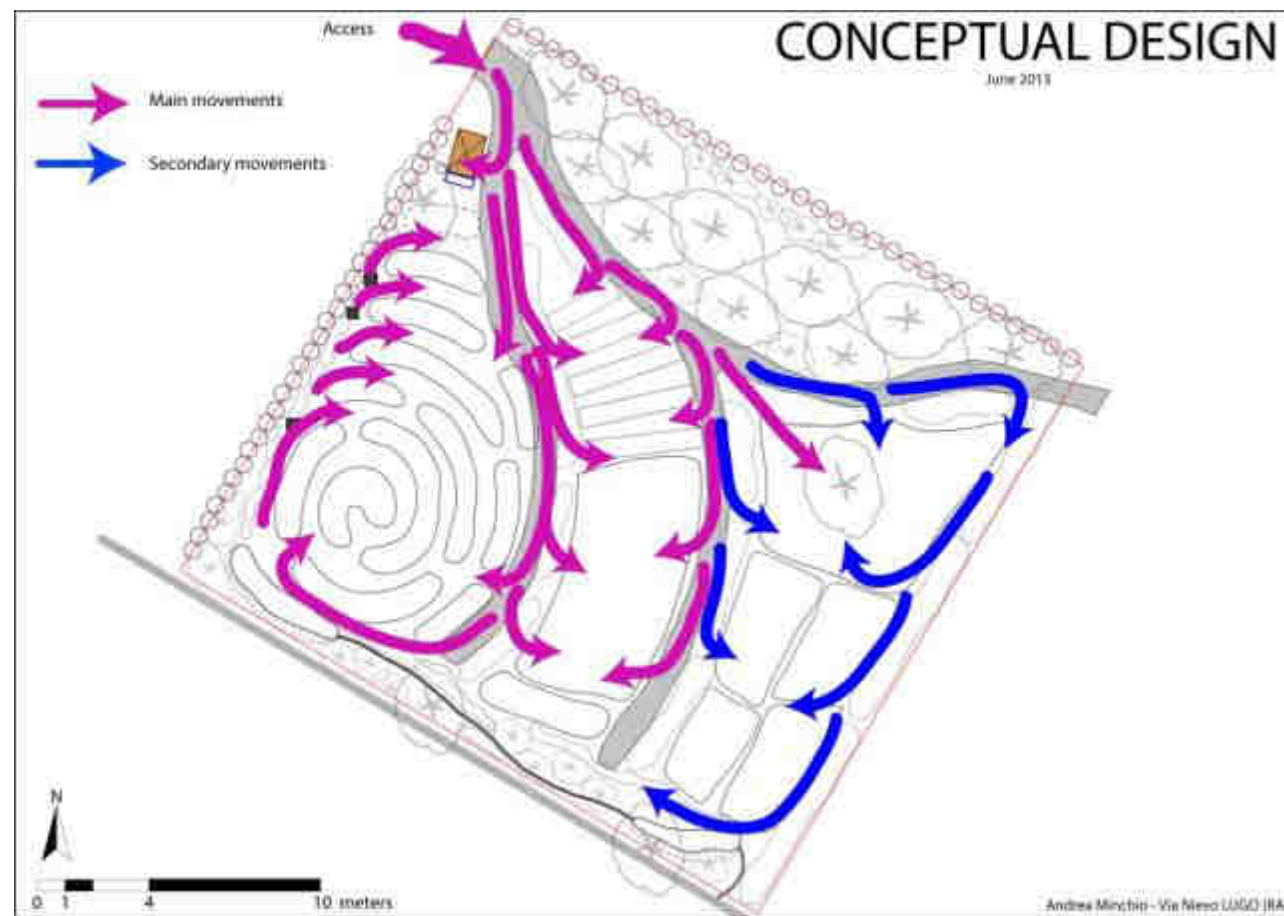 CONCEPTUAL DESIGN
June 2013
Access
Main movements
Secondary movements
N
0 1 4 10 meters
Andrea Minchio - Via Nievo LUGO (RA